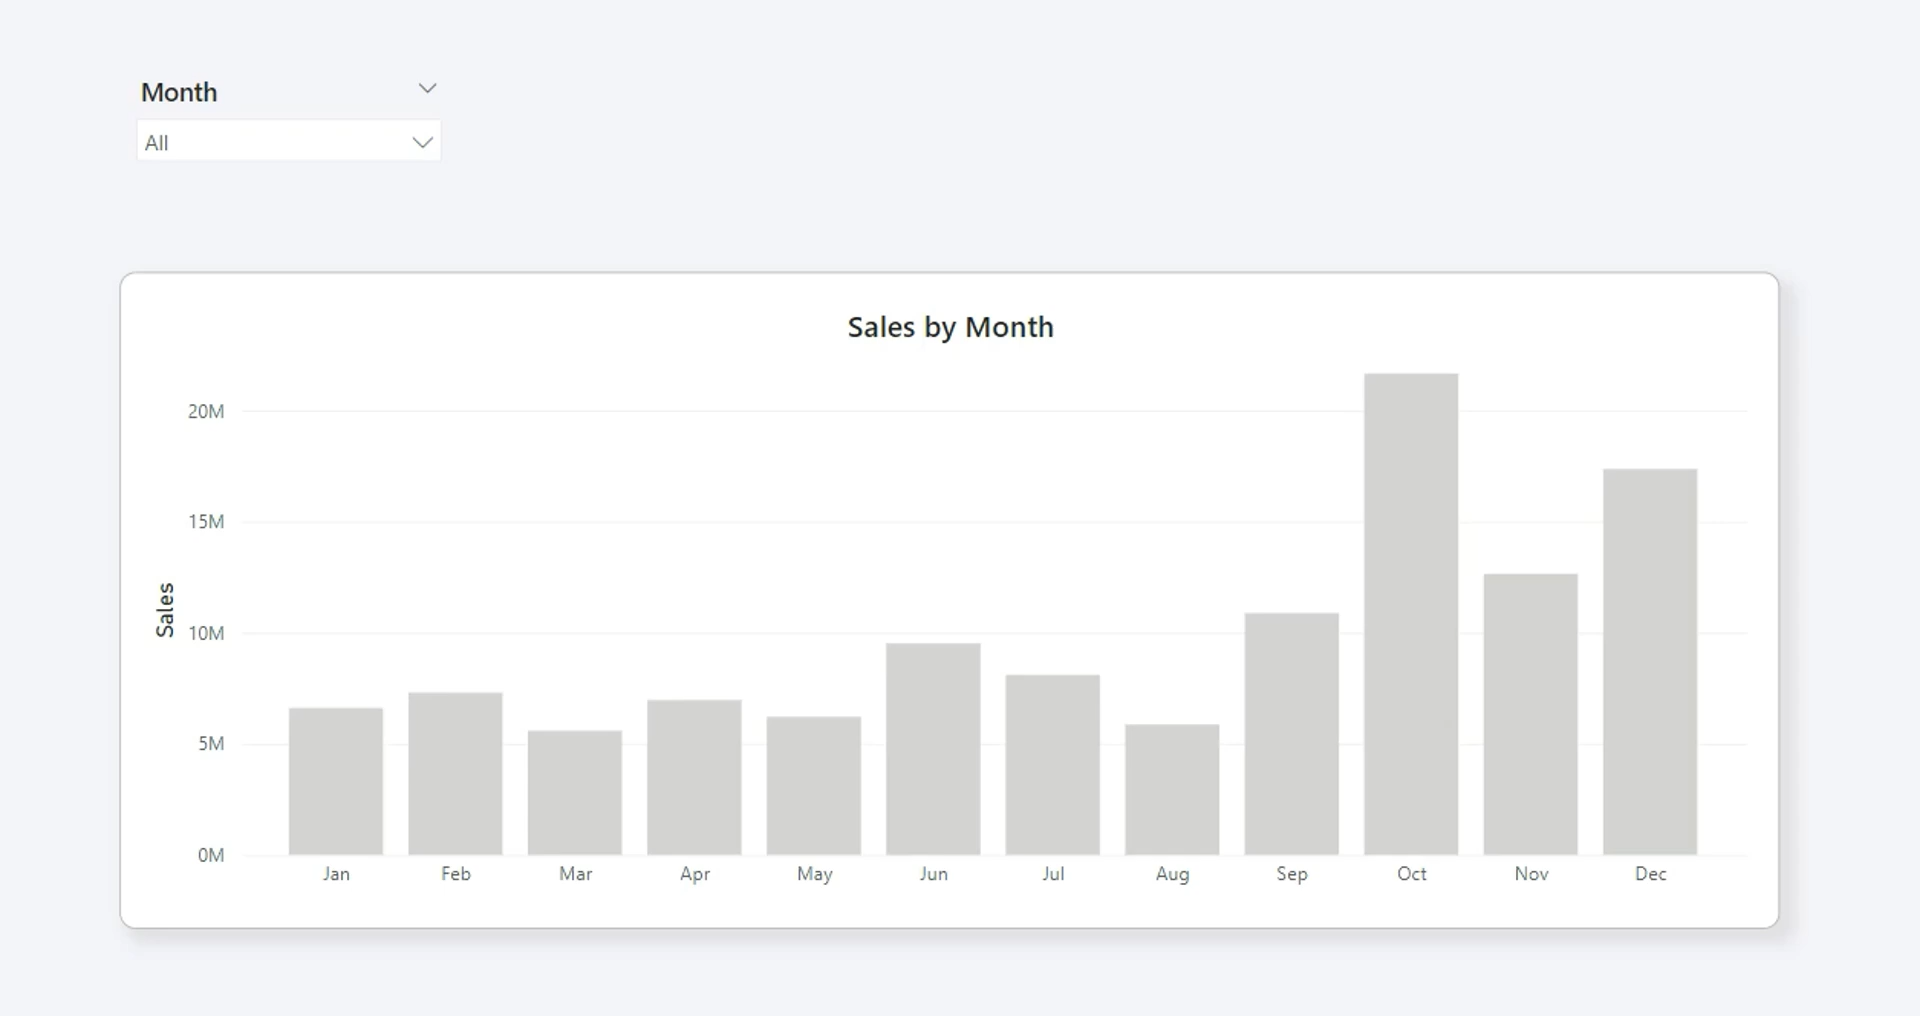 Month
All
Sales by Month
Sales
20M
15M
10M
5M
0M
Jan Feb Mar Apr May Jun Jul Aug Sep Oct Nov Dec